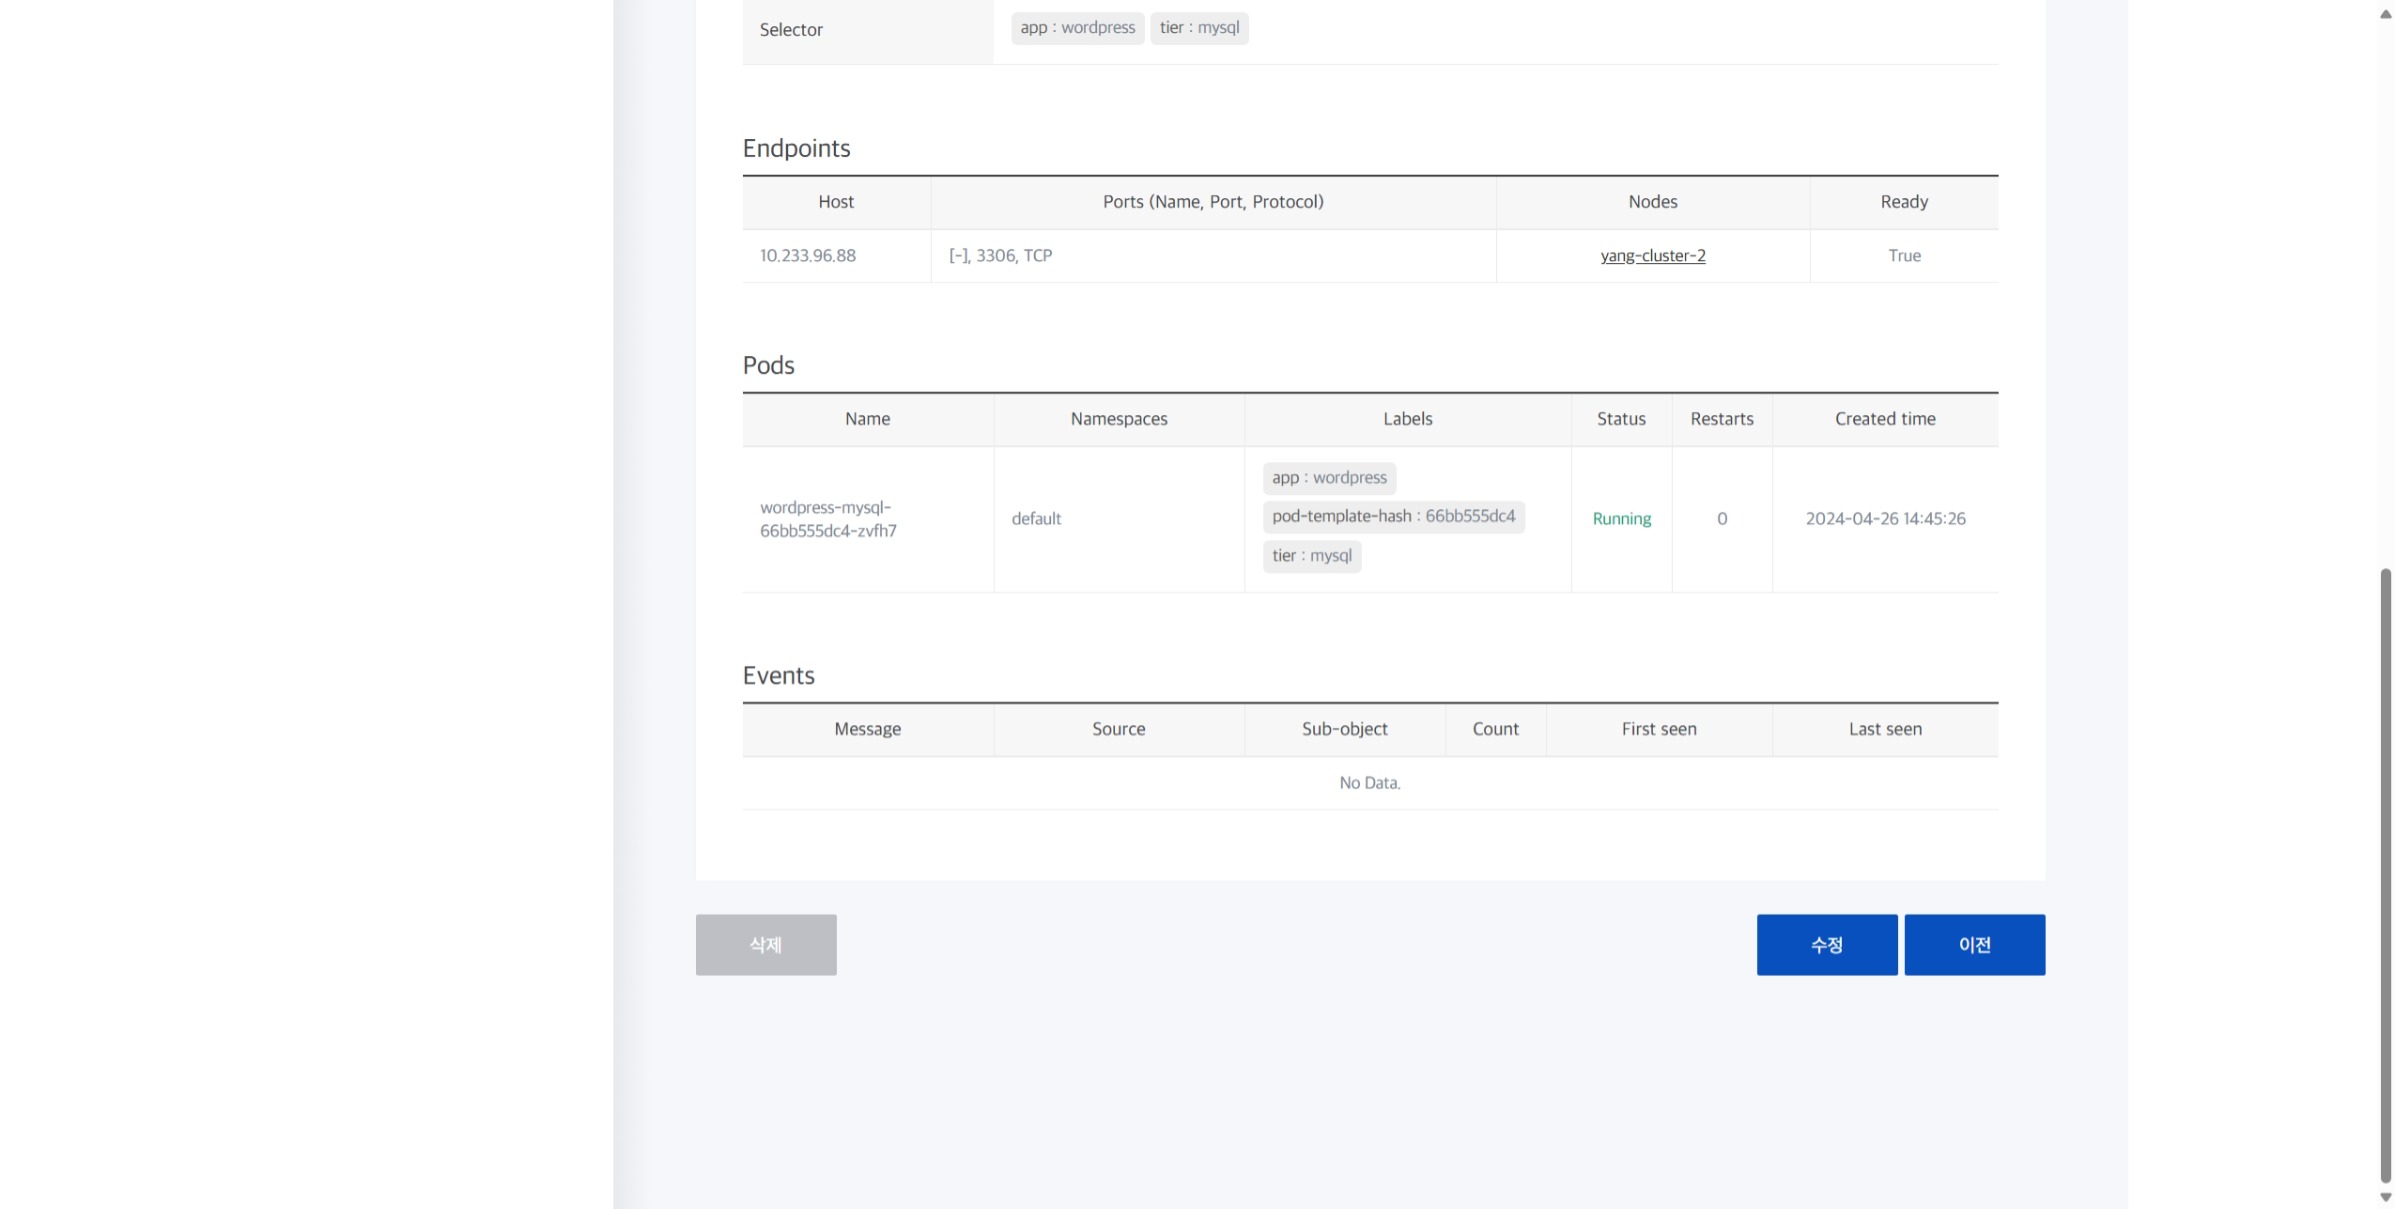 Selector
app : wordpress tier : mysql
Endpoints
Host Ports (Name, Port, Protocol) Nodes Ready
10.233.96.88 [-], 3306, TCP yang-cluster-2 True
Pods
Name Namespaces Labels Status Restarts Created time
wordpress-mysql-
66bb555dc4-zvfh7
default
app : wordpress
pod-template-hash : 66bb555dc4
tier : mysql
Running 0 2024-04-26 14:45:26
Events
Message Source Sub-object Count First seen Last seen
No Data.
삭제 수정 이전